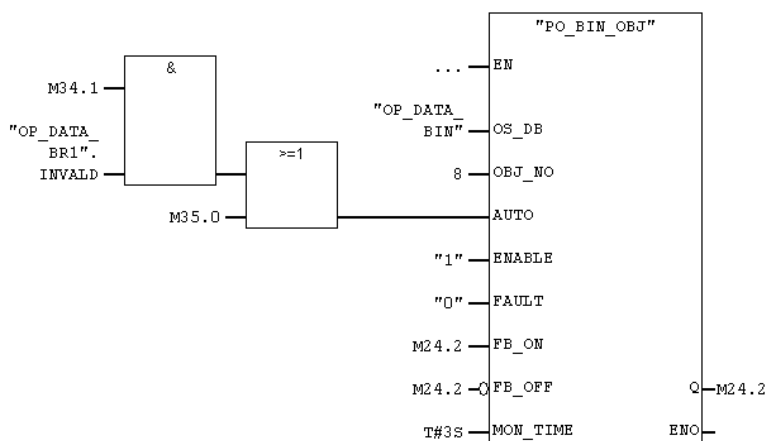 "PO_BIN_OBJ"
&
... EN
M34.1
"OP_DATA_
BR1".
INVALD
"OP_DATA_
BIN" OS_DB
>=1
8 OBJ_NO
M35.0
AUTO
"1" ENABLE
"0" FAULT
M24.2 FB_ON
M24.2 FB_OFF Q M24.2
T#3S MON_TIME ENO